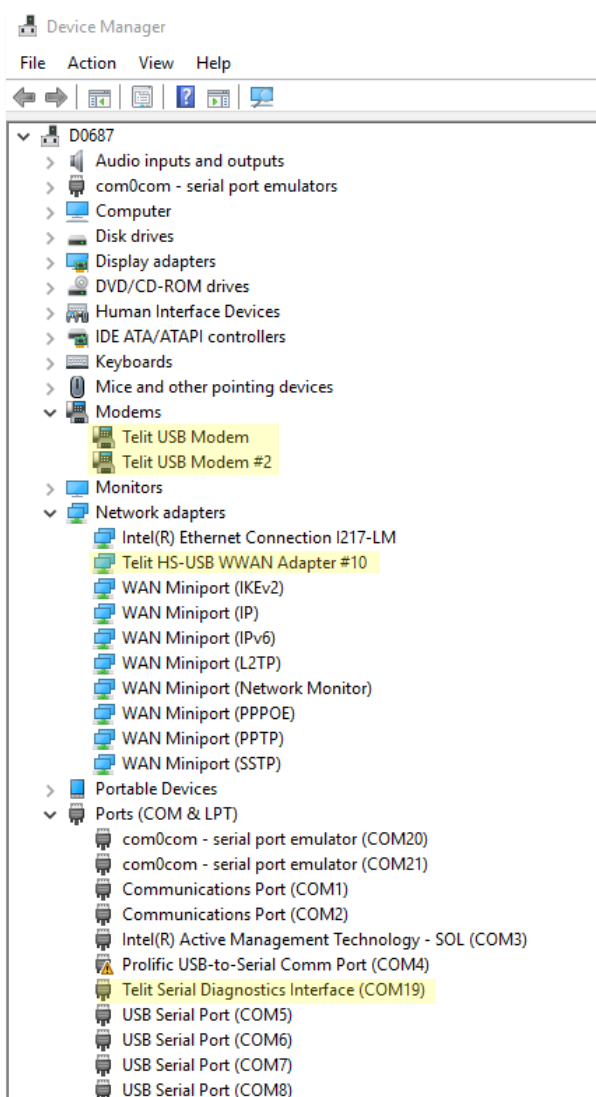 Device Manager
File Action View Help
D0687
Audio inputs and outputs
com0com - serial port emulators
Computer
Disk drives
Display adapters
DVD/CD-ROM drives
Human Interface Devices
IDE ATA/ATAPI controllers
Keyboards
Mice and other pointing devices
Modems
Telit USB Modem
Telit USB Modem #2
Monitors
Network adapters
Intel(R) Ethernet Connection I217-LM
Telit HS-USB WWAN Adapter #10
WAN Miniport (IKEv2)
WAN Miniport (IP)
WAN Miniport (IPv6)
WAN Miniport (L2TP)
WAN Miniport (Network Monitor)
WAN Miniport (PPPOE)
WAN Miniport (PPTP)
WAN Miniport (SSTP)
Portable Devices
Ports (COM & LPT)
com0com - serial port emulator (COM20)
com0com - serial port emulator (COM21)
Communications Port (COM1)
Communications Port (COM2)
Intel(R) Active Management Technology - SOL (COM3)
Prolific USB-to-Serial Comm Port (COM4)
Telit Serial Diagnostics Interface (COM19)
USB Serial Port (COM5)
USB Serial Port (COM6)
USB Serial Port (COM7)
USB Serial Port (COM8)